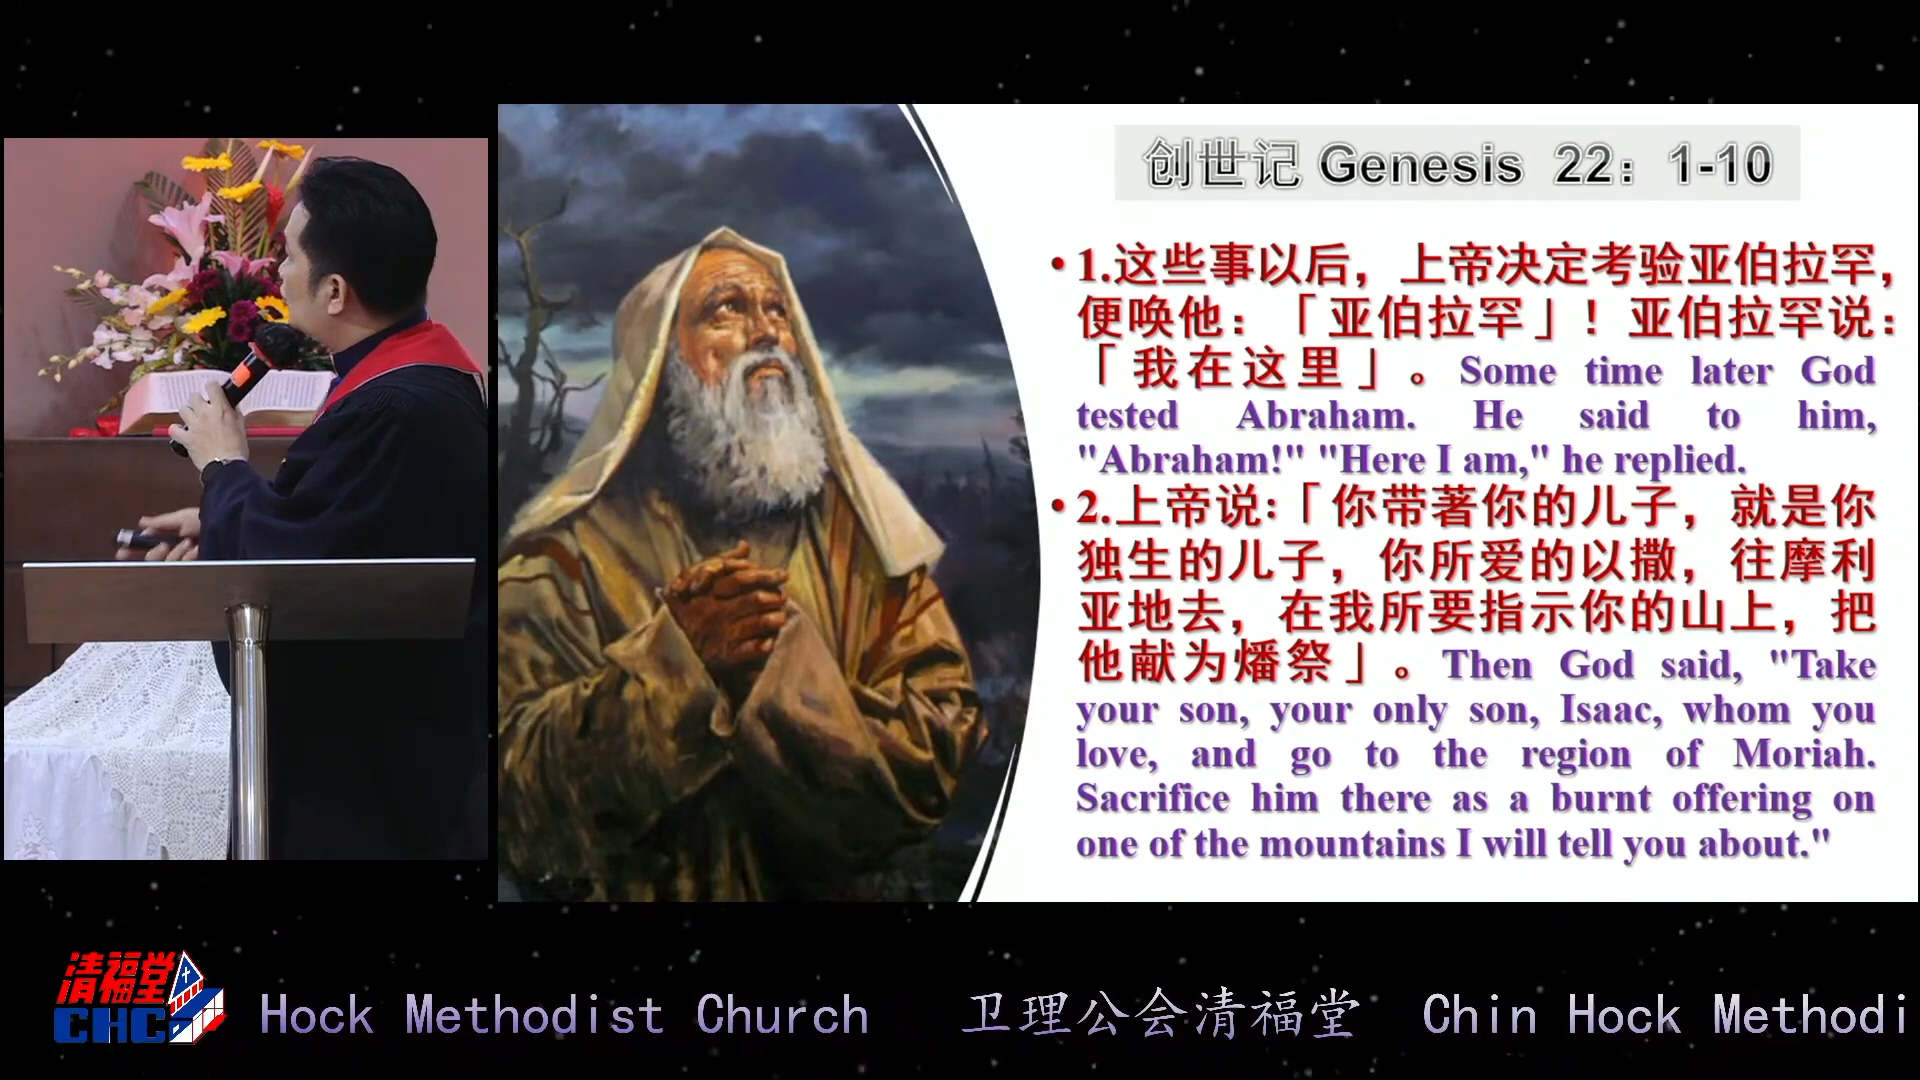 创世记 Genesis 22：1-10
• 1.这些事以后，上帝决定考验亚伯拉罕，
便唤他：「亚伯拉罕」！亚伯拉罕说：
「我在这里」。Some time later God
tested Abraham. He said to him,
"Abraham!" "Here I am," he replied.
• 2.上帝说：「你带著你的儿子，就是你
独生的儿子，你所爱的以撒，往摩利
亚地去，在我所要指示你的山上，把
他献为燔祭」。Then God said, "Take
your son, your only son, Isaac, whom you
love, and go to the region of Moriah.
Sacrifice him there as a burnt offering on
one of the mountains I will tell you about."
清福堂
CHC
Hock Methodist Church 卫理公会清福堂 Chin Hock Methodi